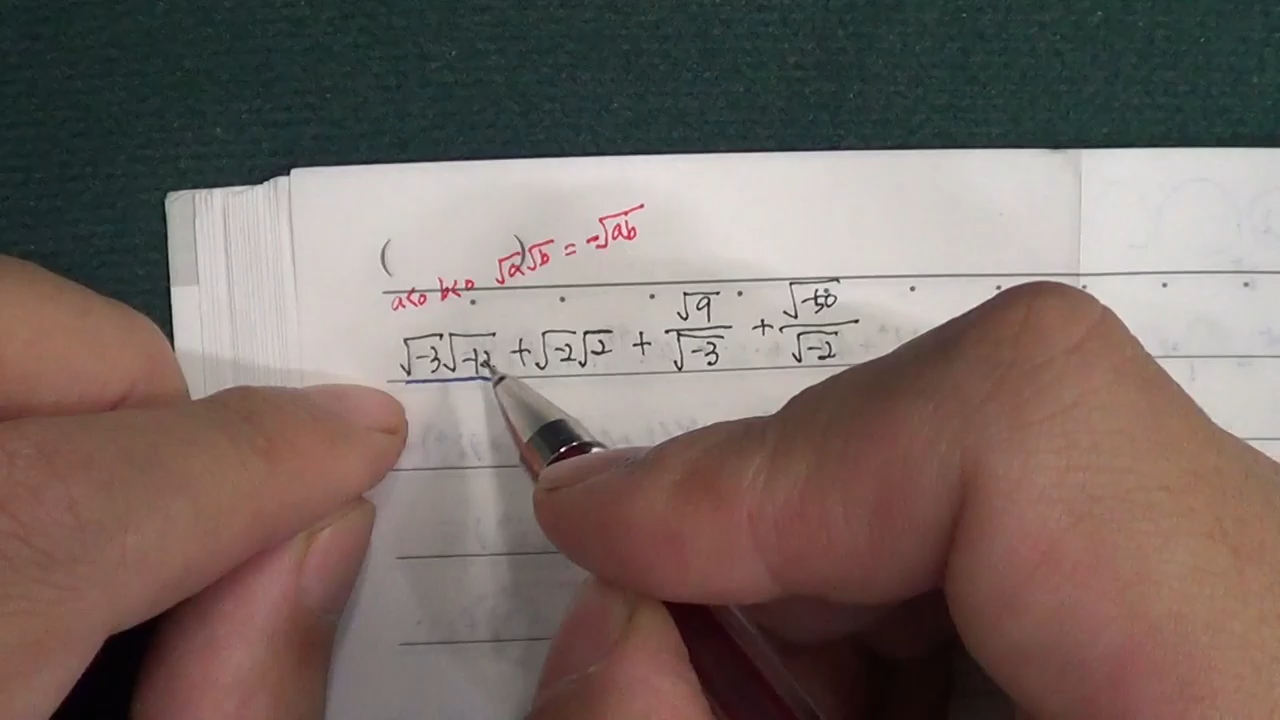 a<0 b<0 √a√b = -√ab
√-3√-12 + √-2√2 + √9/√-3 + √-50/√-2